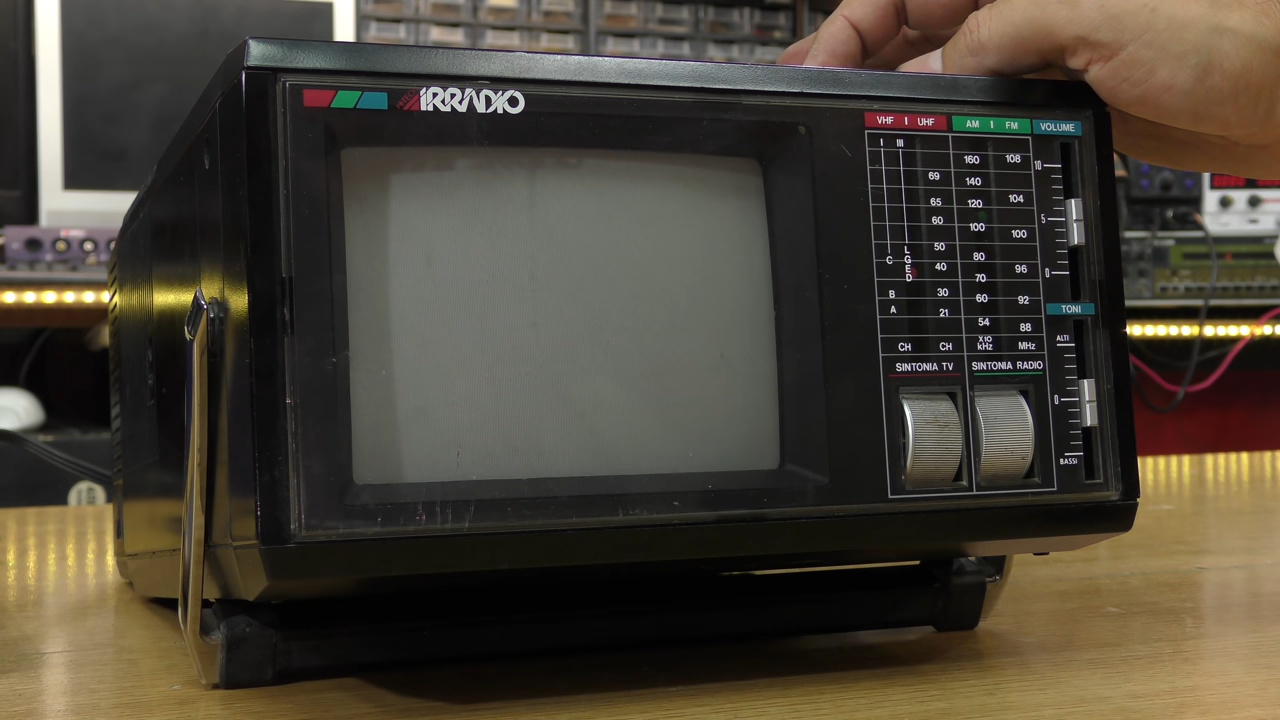 IRRADIO
VHF I UHF
AM I FM
VOLUME
I III
160 108
10
69
140
65 120 104
5
60
100
L 50 100
C G 80
E 40 96
0
D 70
B 30 60 92
A 21
TONI
54 88
ALTI
X10
CH CH kHz MHz
SINTONIA TV SINTONIA RADIO
0
BASSI